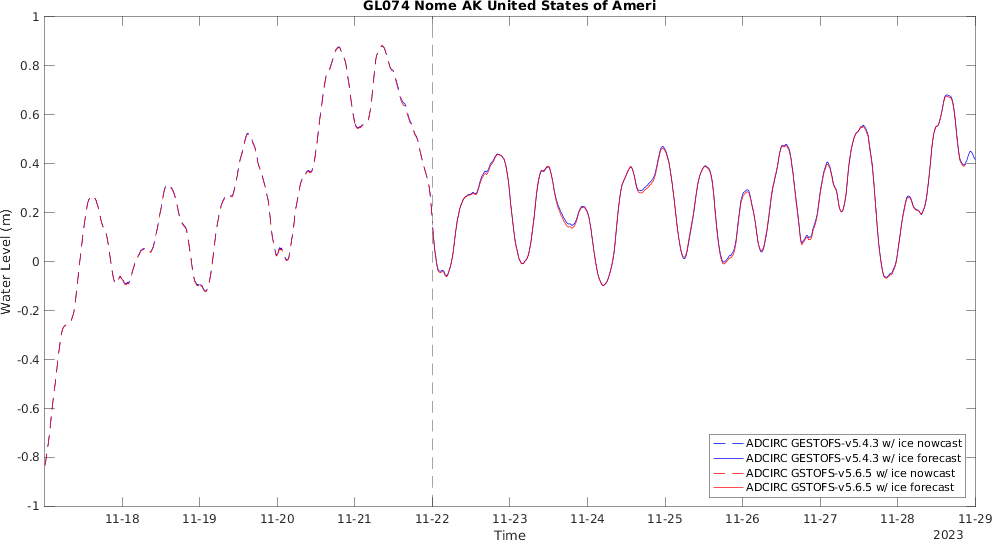 GL074 Nome AK United States of Ameri
Water Level (m)
1
0.8
0.6
0.4
0.2
0
-0.2
-0.4
-0.6
-0.8
-1
ADCIRC GESTOFS-v5.4.3 w/ ice nowcast
ADCIRC GESTOFS-v5.4.3 w/ ice forecast
ADCIRC GSTOFS-v5.6.5 w/ ice nowcast
ADCIRC GSTOFS-v5.6.5 w/ ice forecast
11-18 11-19 11-20 11-21 11-22 11-23 11-24 11-25 11-26 11-27 11-28 11-29
Time
2023